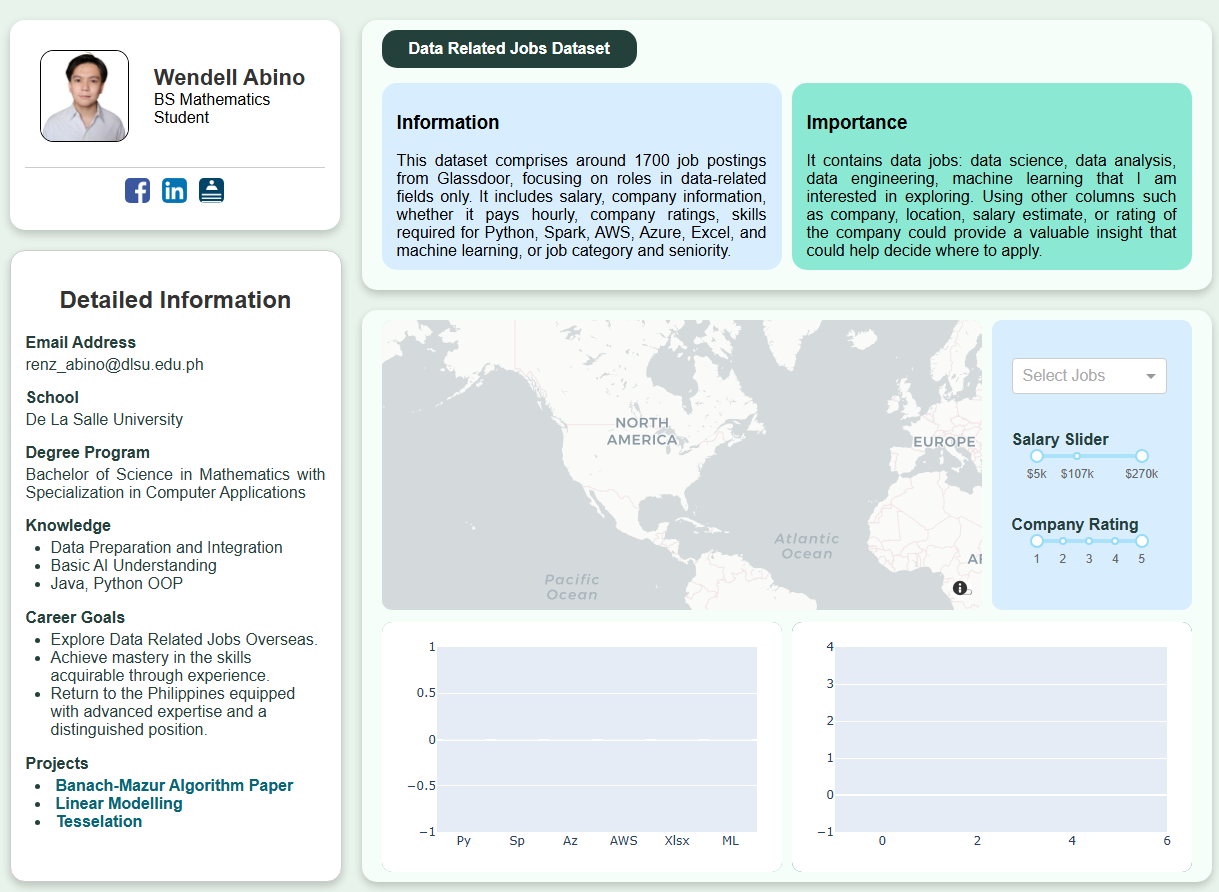 Wendell Abino
BS Mathematics
Student
Detailed Information
Email Address
renz_abino@dlsu.edu.ph
School
De La Salle University
Degree Program
Bachelor of Science in Mathematics with
Specialization in Computer Applications
Knowledge
Data Preparation and Integration
Basic AI Understanding
Java, Python OOP
Career Goals
Explore Data Related Jobs Overseas.
Achieve mastery in the skills
acquirable through experience.
Return to the Philippines equipped
with advanced expertise and a
distinguished position.
Projects
Banach-Mazur Algorithm Paper
Linear Modelling
Tesselation
Data Related Jobs Dataset
Information
This dataset comprises around 1700 job postings
from Glassdoor, focusing on roles in data-related
fields only. It includes salary, company information,
whether it pays hourly, company ratings, skills
required for Python, Spark, AWS, Azure, Excel, and
machine learning, or job category and seniority.
Importance
It contains data jobs: data science, data analysis,
data engineering, machine learning that I am
interested in exploring. Using other columns such
as company, location, salary estimate, or rating of
the company could provide a valuable insight that
could help decide where to apply.
NORTH
AMERICA
EUROPE
Atlantic
Ocean
AF
Pacific
Ocean
Select Jobs
Salary Slider
$5k $107k $270k
Company Rating
1 2 3 4 5
1
0.5
0
−0.5
−1
Py Sp Az AWS Xlsx ML
4
3
2
1
0
−1
0 2 4 6